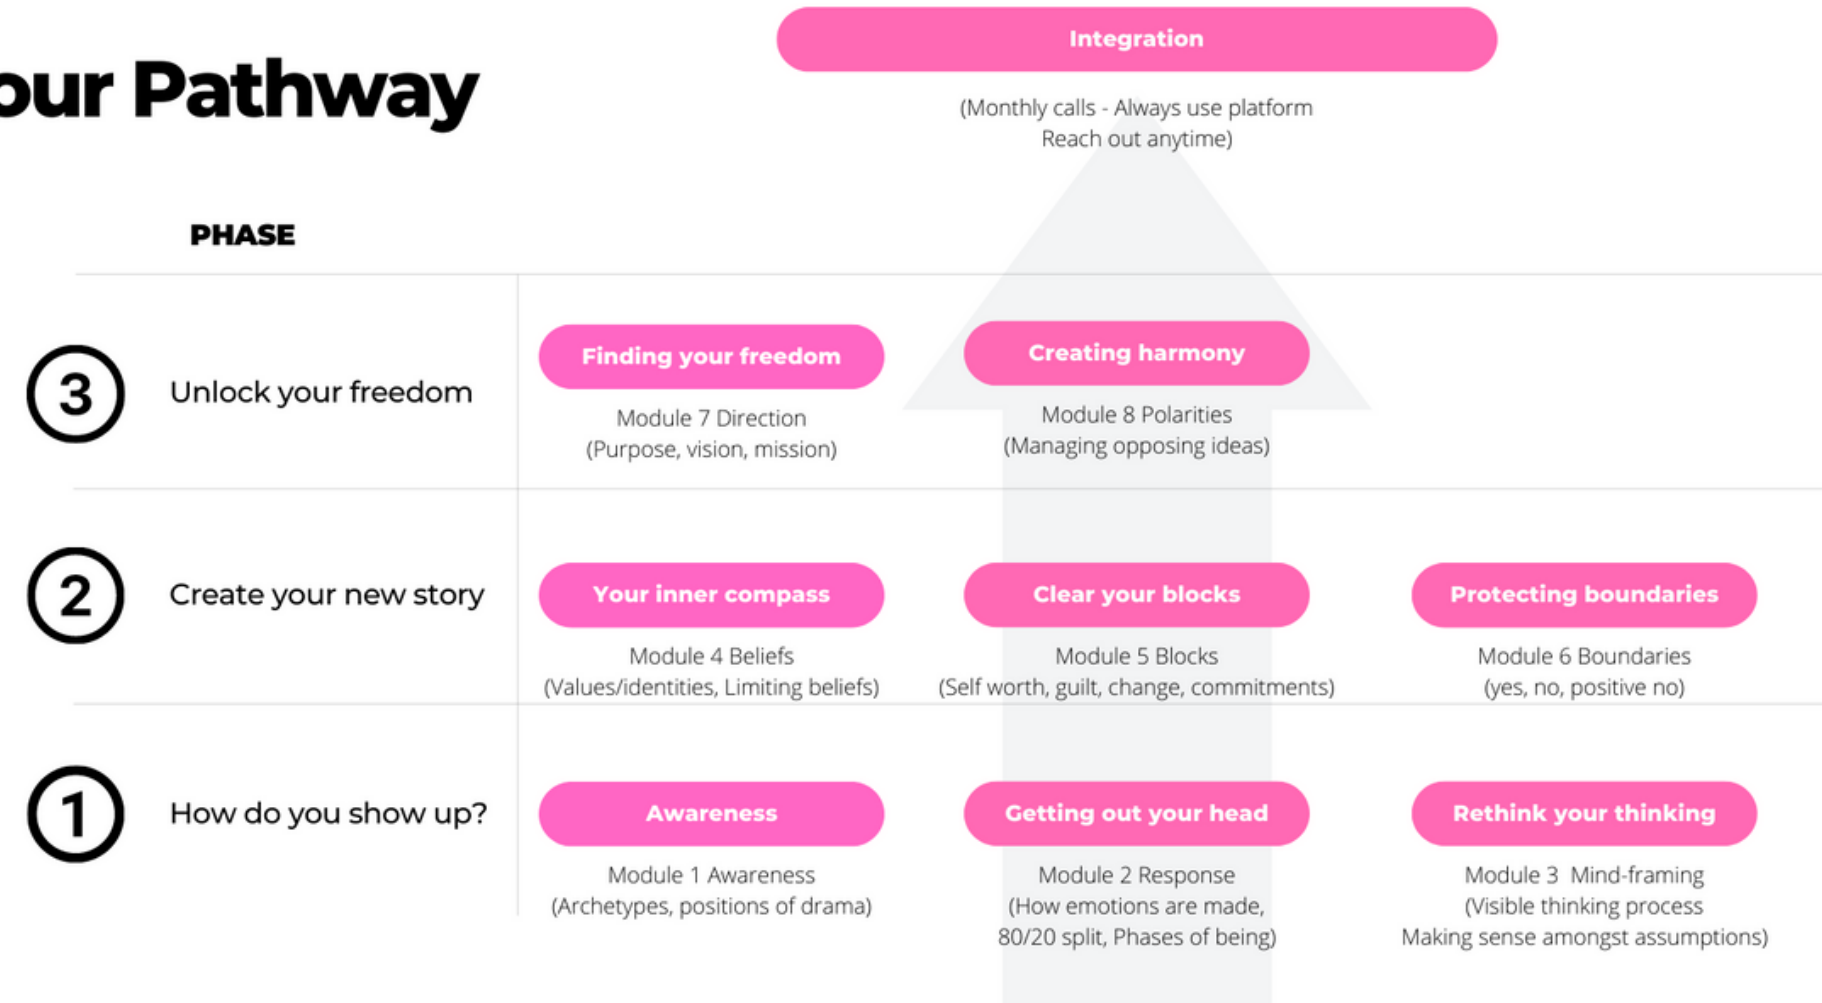 our Pathway
Integration
(Monthly calls - Always use platform
Reach out anytime)
PHASE
3
Unlock your freedom
Finding your freedom
Module 7 Direction
(Purpose, vision, mission)
Creating harmony
Module 8 Polarities
(Managing opposing ideas)
2
Create your new story
Your inner compass
Module 4 Beliefs
(Values/identities, Limiting beliefs)
Clear your blocks
Module 5 Blocks
(Self worth, guilt, change, commitments)
Protecting boundaries
Module 6 Boundaries
(yes, no, positive no)
1
How do you show up?
Awareness
Module 1 Awareness
(Archetypes, positions of drama)
Getting out your head
Module 2 Response
(How emotions are made,
80/20 split, Phases of being)
Rethink your thinking
Module 3  Mind-framing
(Visible thinking process
Making sense amongst assumptions)